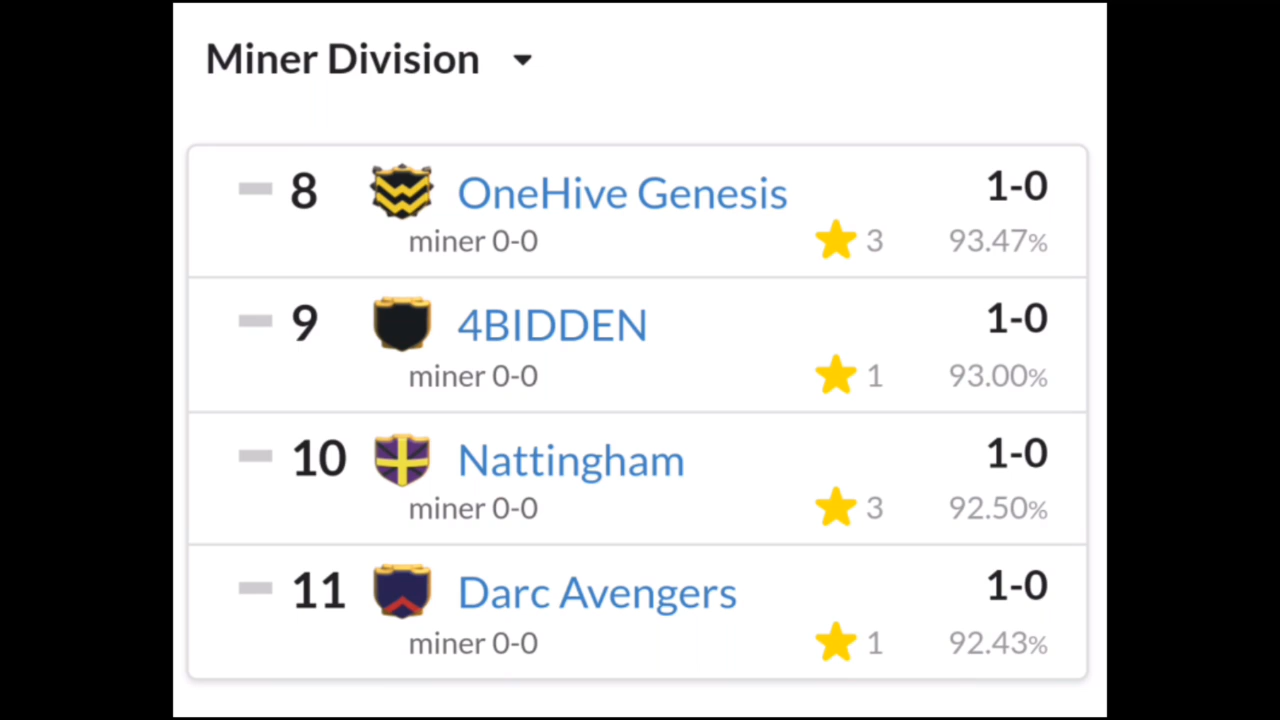 Miner Division
8 OneHive Genesis 1-0
miner 0-0 3 93.47%
9 4BIDDEN 1-0
miner 0-0 1 93.00%
10 Nattingham 1-0
miner 0-0 3 92.50%
11 Darc Avengers 1-0
miner 0-0 1 92.43%